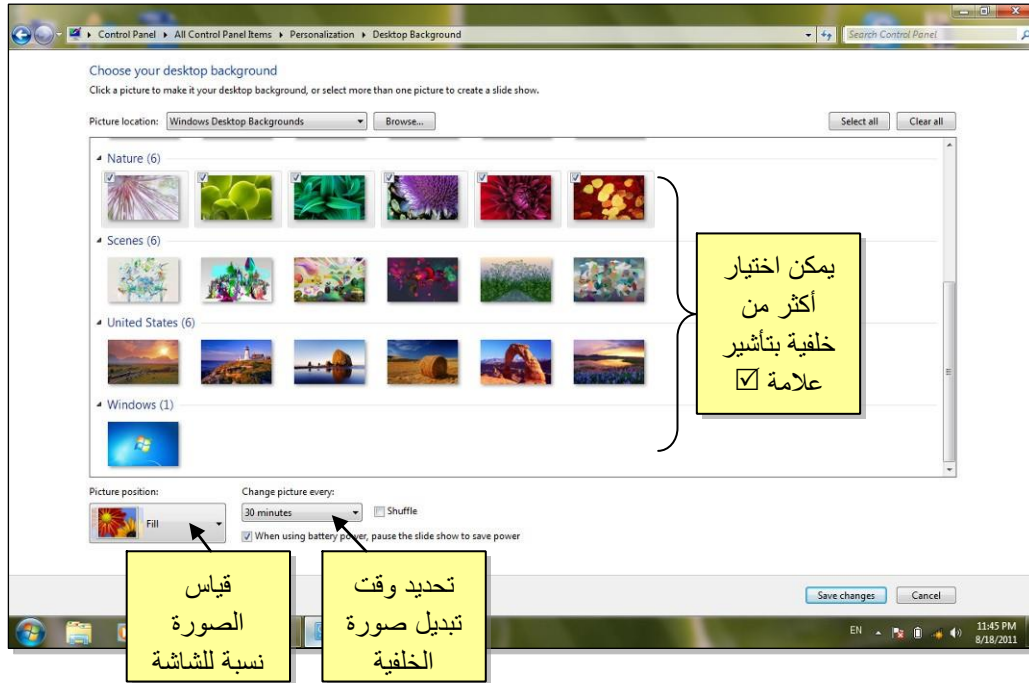 Control Panel ▸ All Control Panel Items ▸ Personalization ▸ Desktop Background
Search Control Panel
Choose your desktop background
Click a picture to make it your desktop background, or select more than one picture to create a slide show.
Picture location: Windows Desktop Backgrounds Browse... Select all Clear all
Nature (6)
Scenes (6)
United States (6)
Windows (1)
يمكن اختيار
أكثر من
خلفية بتأشير
علامة ☑
Picture position: Change picture every:
Fill 30 minutes Shuffle
When using battery power, pause the slide show to save power
قياس
الصورة
نسبة للشاشة
تحديد وقت
تبديل صورة
الخلفية
Save changes Cancel
EN 11:45 PM
8/18/2011